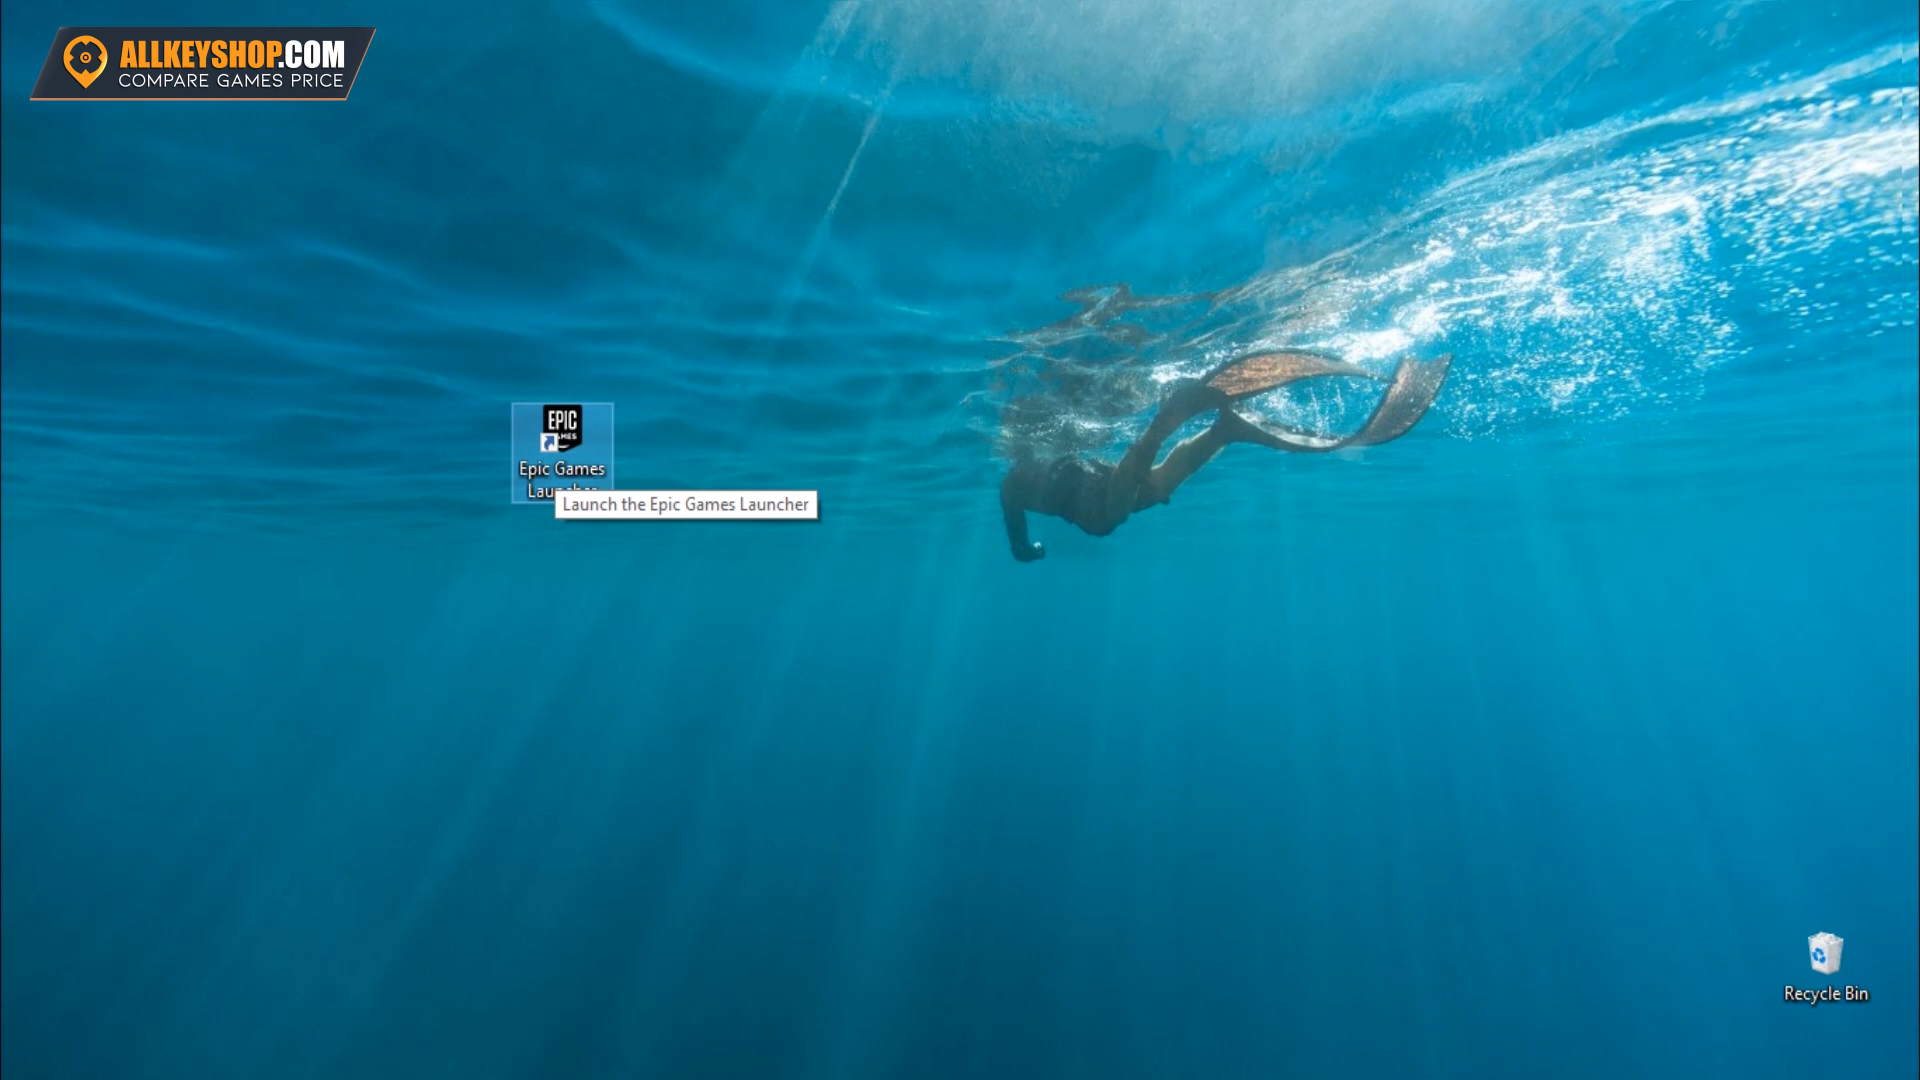 ALLKEYSHOP.COM
COMPARE GAMES PRICE
EPIC
Epic Games
Launch the Epic Games Launcher
Recycle Bin